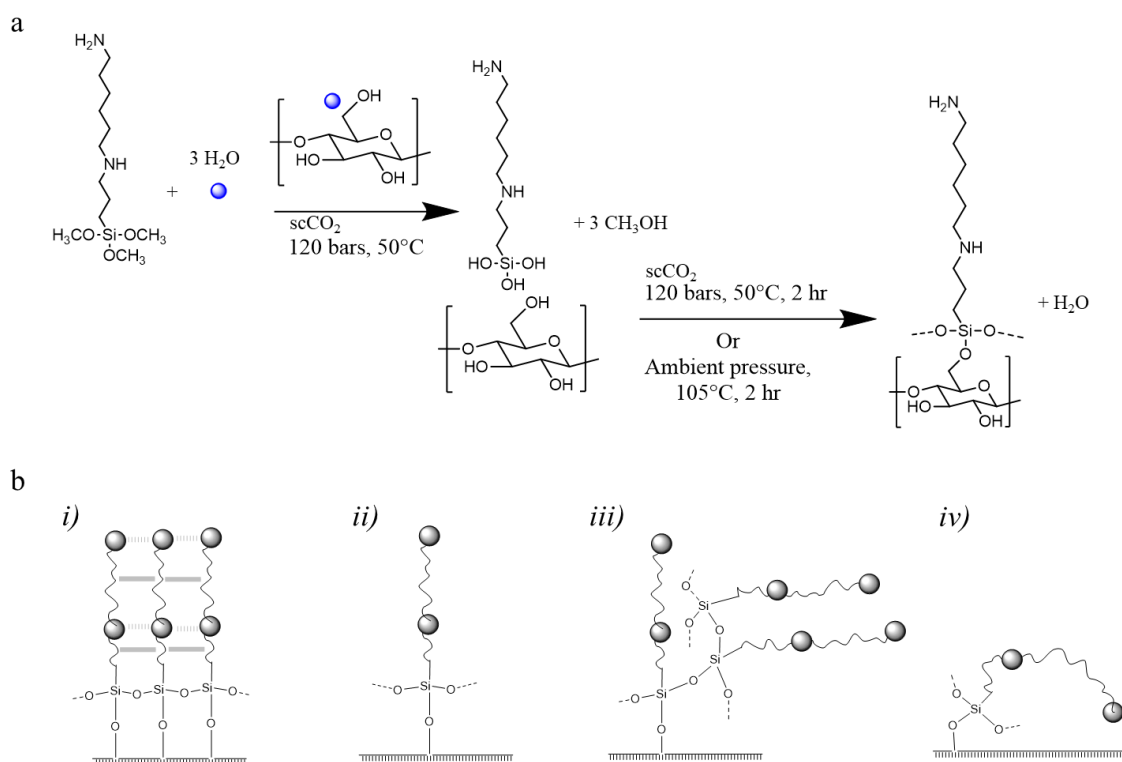 a
H₂N
NH
H₃CO-Si-OCH₃
OCH₃
+
3 H₂O
OH
O
O
HO
OH
scCO₂
120 bars, 50°C
H₂N
NH
HO-Si-OH
OH
+ 3 CH₃OH
OH
O
O
HO
OH
scCO₂
120 bars, 50°C, 2 hr
Or
Ambient pressure,
105°C, 2 hr
H₂N
NH
O-Si-O
O
O
O
HO
OH
+ H₂O
b
i)
ii)
iii)
iv)
O Si O Si O Si O
O O O
O Si O
O
O
Si
O
O
Si
Si O
O
O
O
Si
O
O